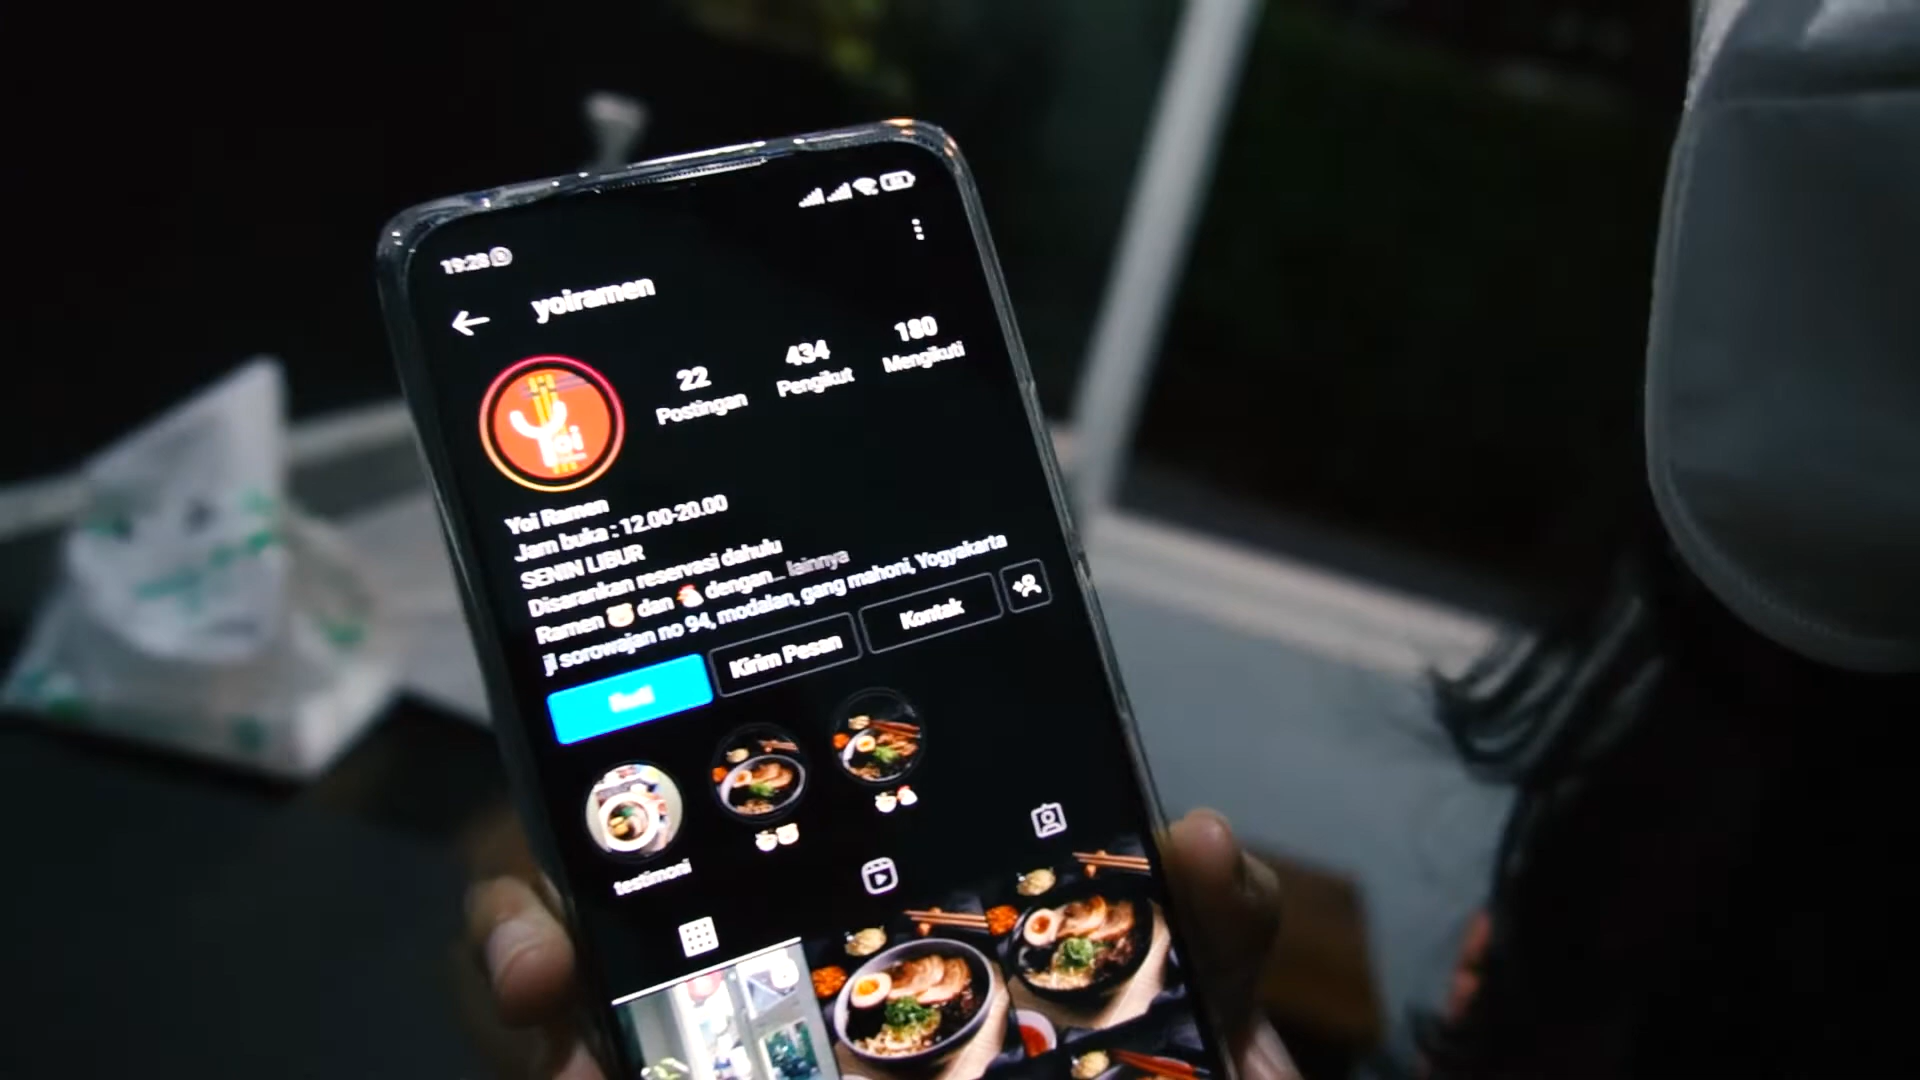 19:28
yoiramen
22 434 180
Postingan Pengikut Mengikuti
Yoi
Yoi Ramen
Jam buka : 12.00-20.00
SENIN LIBUR
Disarankan reservasi dahulu
Ramen 🐷 dan 🐔 dengan... lainnya
jl sorowajan no 94, modalan, gang mahoni, Yogyakarta
Ikuti Kirim Pesan Kontak
testimoni 🍜🐷 🍜🐔